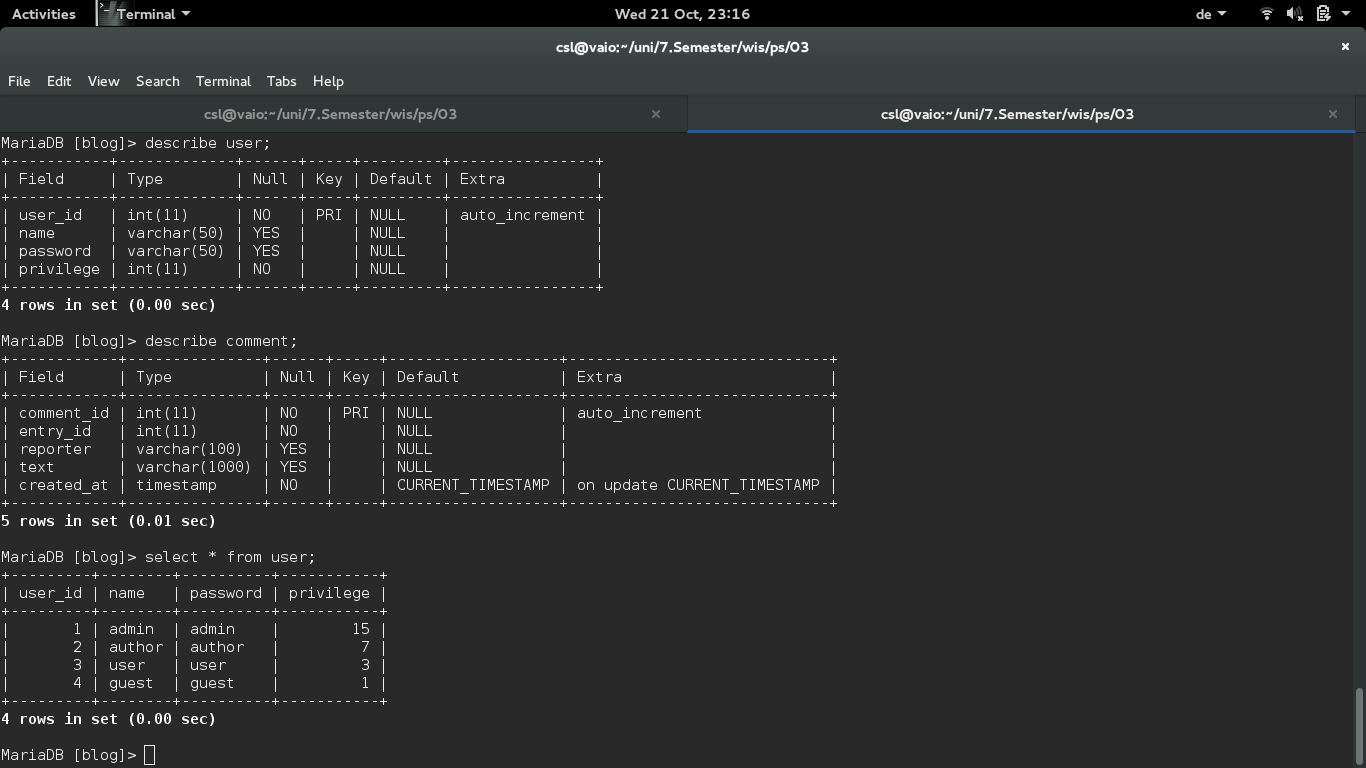 Activities Terminal Wed 21 Oct, 23:16 de
csl@vaio:~/uni/7.Semester/wis/ps/03 ×
File Edit View Search Terminal Tabs Help
csl@vaio:~/uni/7.Semester/wis/ps/03 × csl@vaio:~/uni/7.Semester/wis/ps/03 ×
MariaDB [blog]> describe user;
+-----------+-------------+------+-----+---------+----------------+
| Field     | Type        | Null | Key | Default | Extra          |
+-----------+-------------+------+-----+---------+----------------+
| user_id   | int(11)     | NO   | PRI | NULL    | auto_increment |
| name      | varchar(50) | YES  |     | NULL    |                |
| password  | varchar(50) | YES  |     | NULL    |                |
| privilege | int(11)     | NO   |     | NULL    |                |
+-----------+-------------+------+-----+---------+----------------+
4 rows in set (0.00 sec)
MariaDB [blog]> describe comment;
+------------+---------------+------+-----+-------------------+-----------------------------+
| Field      | Type          | Null | Key | Default           | Extra                       |
+------------+---------------+------+-----+-------------------+-----------------------------+
| comment_id | int(11)       | NO   | PRI | NULL              | auto_increment              |
| entry_id   | int(11)       | NO   |     | NULL              |                             |
| reporter   | varchar(100)  | YES  |     | NULL              |                             |
| text       | varchar(1000) | YES  |     | NULL              |                             |
| created_at | timestamp     | NO   |     | CURRENT_TIMESTAMP | on update CURRENT_TIMESTAMP |
+------------+---------------+------+-----+-------------------+-----------------------------+
5 rows in set (0.01 sec)
MariaDB [blog]> select * from user;
+---------+--------+----------+-----------+
| user_id | name   | password | privilege |
+---------+--------+----------+-----------+
|       1 | admin  | admin    |        15 |
|       2 | author | author   |         7 |
|       3 | user   | user     |         3 |
|       4 | guest  | guest    |         1 |
+---------+--------+----------+-----------+
4 rows in set (0.00 sec)
MariaDB [blog]>